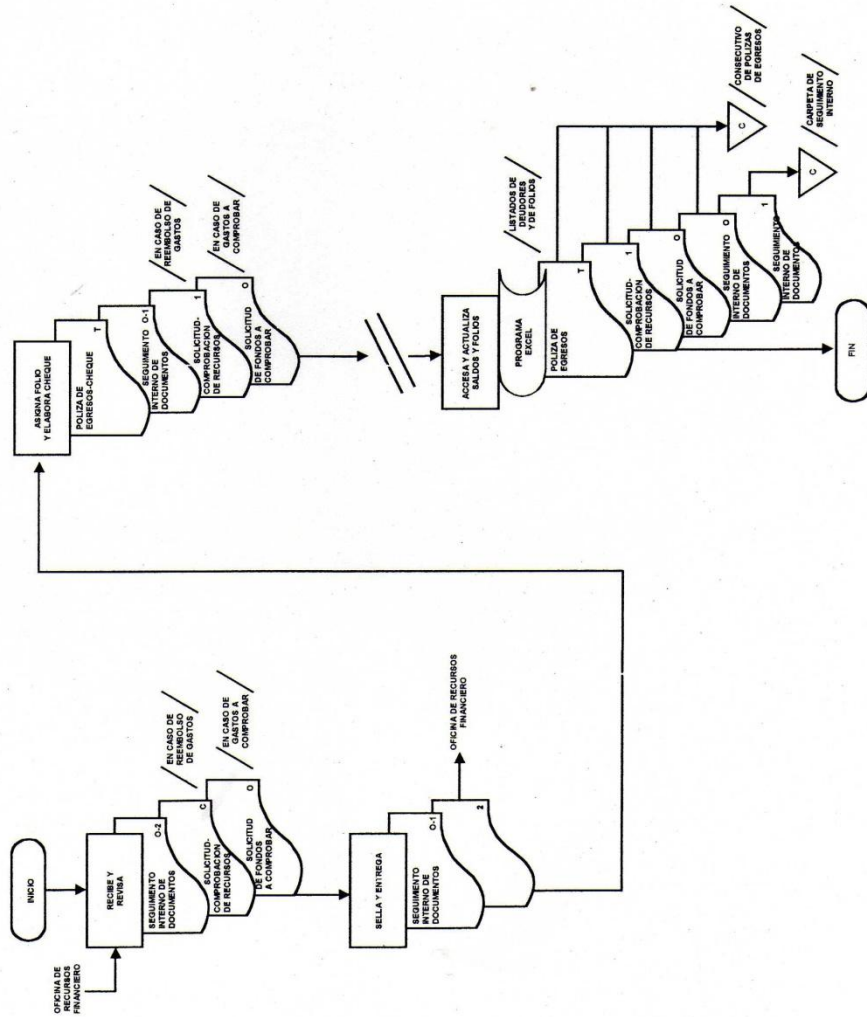 INICIO
OFICINA DE
RECURSOS
FINANCIERO
RECIBE Y
REVISA
SEGUIMIENTO
INTERNO DE
DOCUMENTOS
O-2
SOLICITUD-
COMPROBACION
DE RECURSOS
C
EN CASO DE
REEMBOLSO
DE GASTOS
SOLICITUD
DE FONDOS
A COMPROBAR
O
EN CASO DE
GASTOS A
COMPROBAR
SELLA Y ENTREGA
SEGUIMIENTO
INTERNO DE
DOCUMENTOS
O-1
2
OFICINA DE RECURSOS
FINANCIERO
ASIGNA FOLIO
Y ELABORA CHEQUE
POLIZA DE
EGRESOS-CHEQUE
T
SEGUIMIENTO
INTERNO DE
DOCUMENTOS
O-1
SOLICITUD-
COMPROBACION
DE RECURSOS
1
EN CASO DE
REEMBOLSO DE
GASTOS
SOLICITUD
DE FONDOS A
COMPROBAR
O
EN CASO DE
GASTOS A
COMPROBAR
ACCESA Y ACTUALIZA
SALDOS Y FOLIOS
PROGRAMA
EXCEL
LISTADOS DE
DEUDORES
Y DE FOLIOS
POLIZA DE
EGRESOS
T
SOLICITUD-
COMPROBACION
DE RECURSOS
1
SOLICITUD
DE FONDOS A
COMPROBAR
O
SEGUIMIENTO
INTERNO DE
DOCUMENTOS
O
SEGUIMIENTO
INTERNO DE
DOCUMENTOS
1
C
CONSECUTIVO
DE POLIZAS
DE EGRESOS
C
CARPETA DE
SEGUIMIENTO
INTERNO
FIN